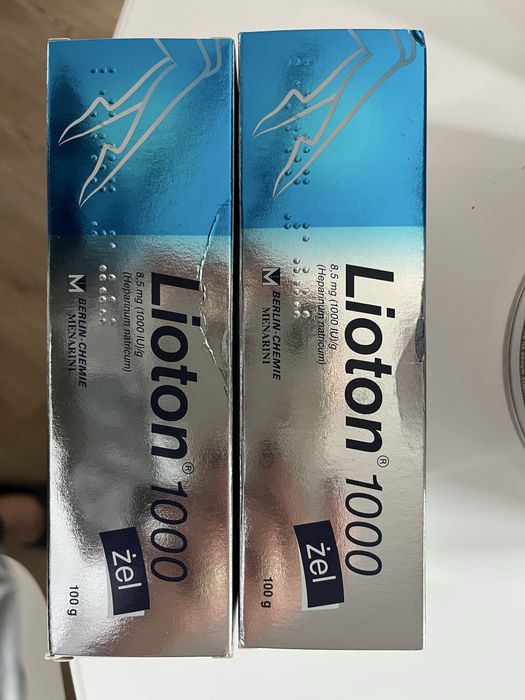 Lioton® 1000
8,5 mg (1000 IU)/g
(Heparinum natricum)
M BERLIN-CHEMIE
MENARINI
żel
100 g
Lioton® 1000
8,5 mg (1000 IU)/g
(Heparinum natricum)
M BERLIN-CHEMIE
MENARINI
żel
100 g